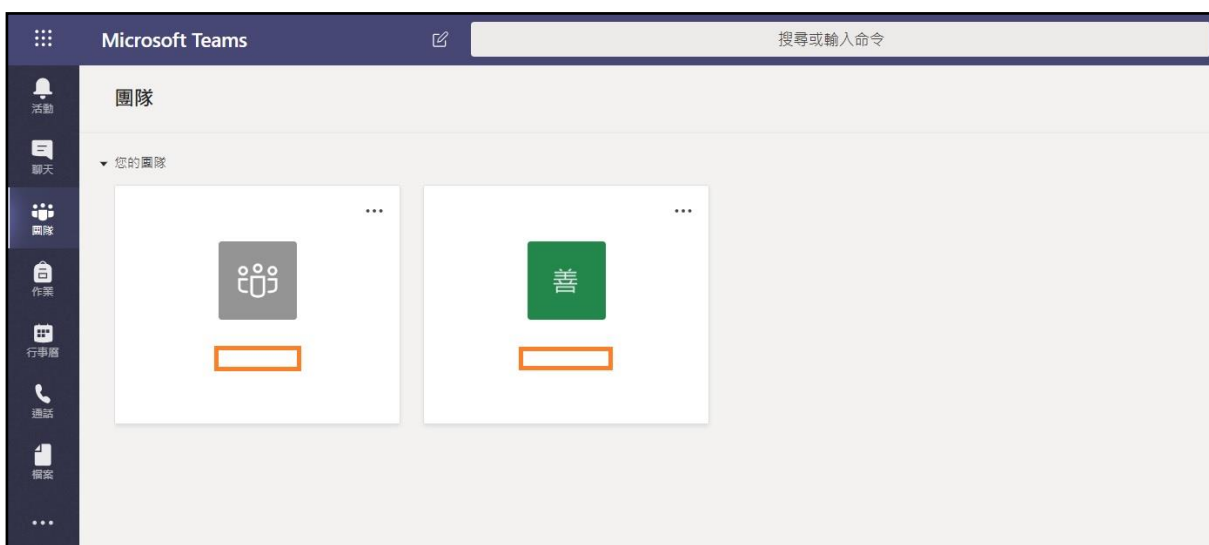 Microsoft Teams
搜尋或輸入命令
活動
聊天
團隊
作業
行事曆
通話
檔案
團隊
您的團隊
善